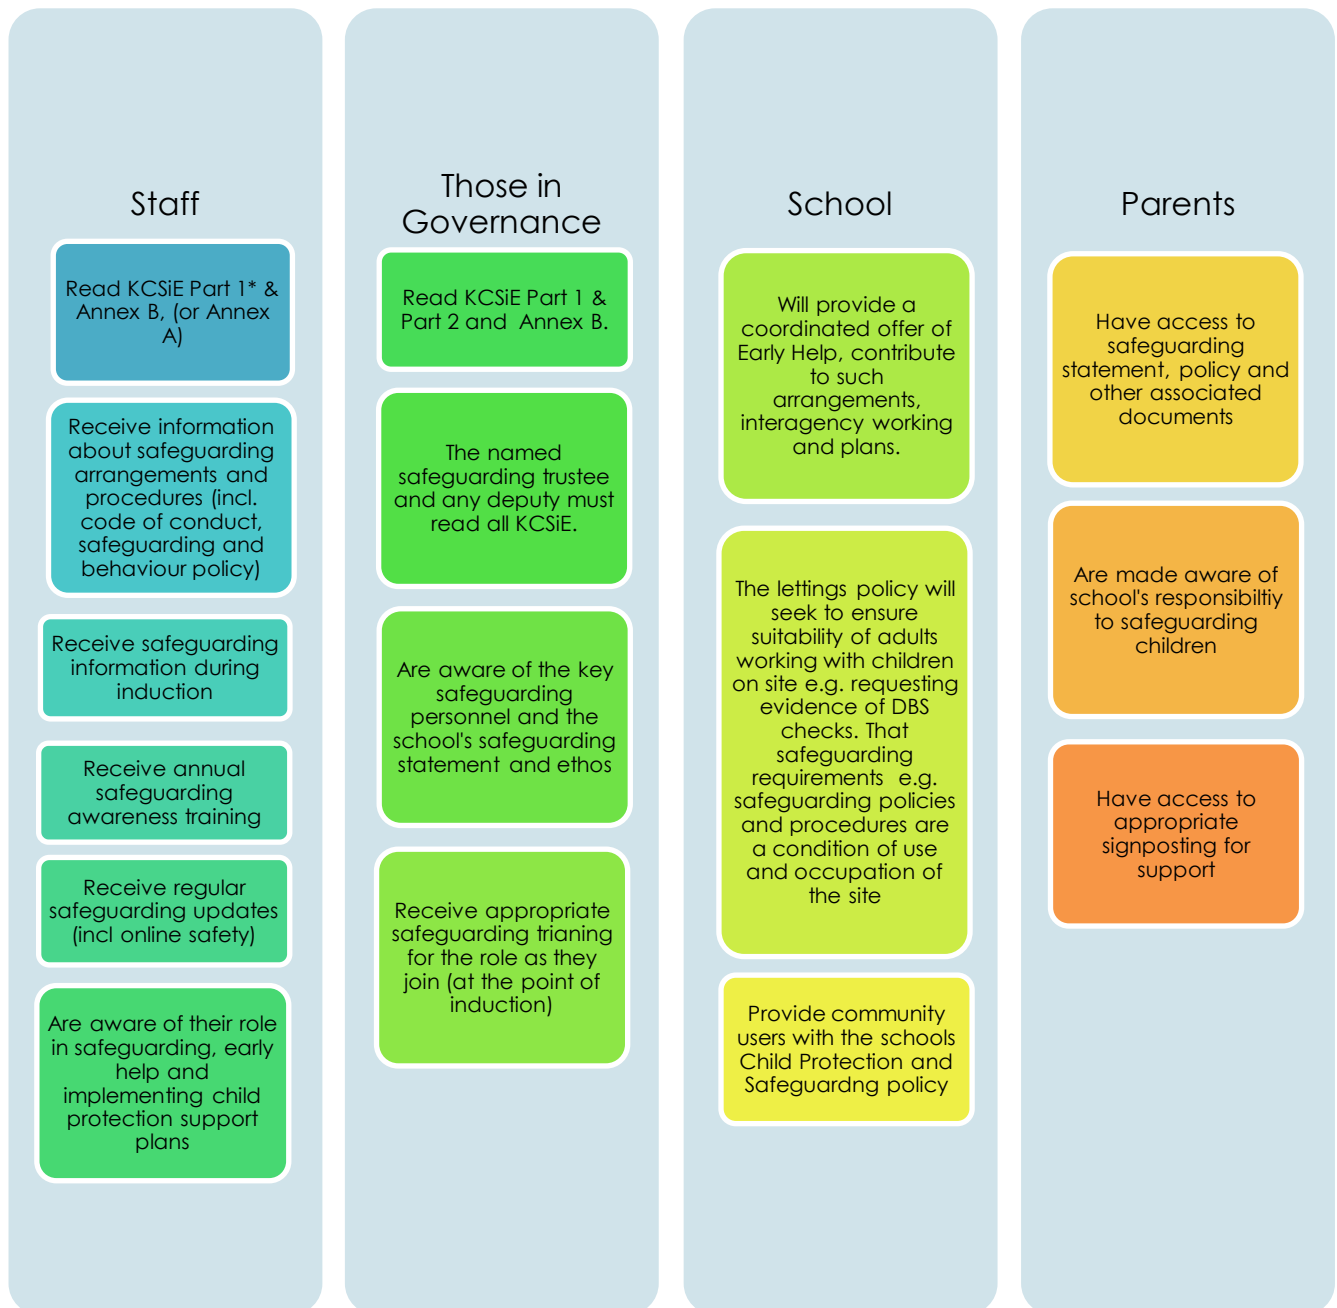 Staff
Read KCSiE Part 1* &
Annex B, (or Annex
A)
Receive information
about safeguarding
arrangements and
procedures (incl.
code of conduct,
safeguarding and
behaviour policy)
Receive safeguarding
information during
induction
Receive annual
safeguarding
awareness training
Receive regular
safeguarding updates
(incl online safety)
Are aware of their role
in safeguarding, early
help and
implementing child
protection support
plans
Those in
Governance
Read KCSiE Part 1 &
Part 2 and Annex B.
The named
safeguarding trustee
and any deputy must
read all KCSiE.
Are aware of the key
safeguarding
personnel and the
school's safeguarding
statement and ethos
Receive appropriate
safeguarding trianing
for the role as they
join (at the point of
induction)
School
Will provide a
coordinated offer of
Early Help, contribute
to such
arrangements,
interagency working
and plans.
The lettings policy will
seek to ensure
suitability of adults
working with children
on site e.g. requesting
evidence of DBS
checks. That
safeguarding
requirements e.g.
safeguarding policies
and procedures are
a condition of use
and occupation of
the site
Provide community
users with the schools
Child Protection and
Safeguardng policy
Parents
Have access to
safeguarding
statement, policy and
other associated
documents
Are made aware of
school's responsibiltiy
to safeguarding
children
Have access to
appropriate
signposting for
support